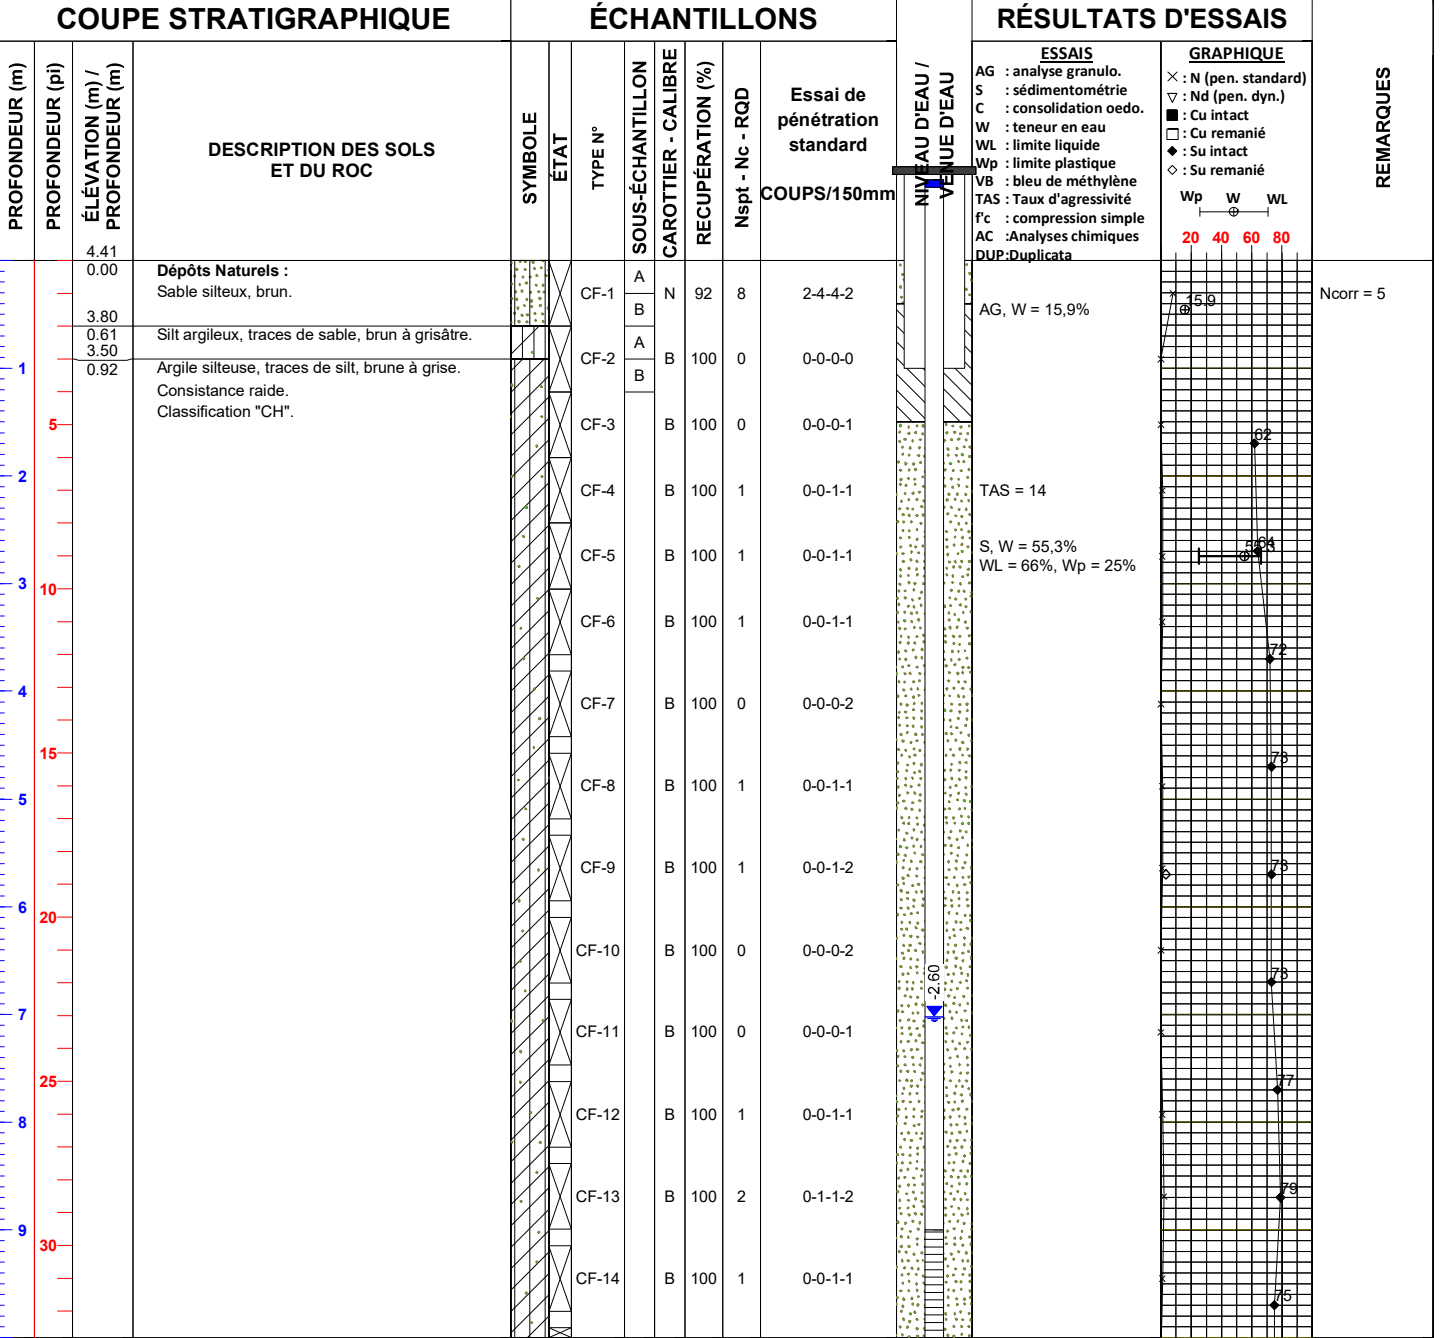 COUPE STRATIGRAPHIQUE
ÉCHANTILLONS
RÉSULTATS D'ESSAIS
PROFONDEUR (m)
PROFONDEUR (pi)
ÉLÉVATION (m) /
PROFONDEUR (m)
DESCRIPTION DES SOLS
ET DU ROC
SYMBOLE
ÉTAT
TYPE N°
SOUS-ÉCHANTILLON
CAROTTIER - CALIBRE
RECUPÉRATION (%)
Nspt - Nc - RQD
Essai de
pénétration
standard
COUPS/150mm
NIVEAU D'EAU /
VENUE D'EAU
ESSAIS
AG : analyse granulo.
S : sédimentométrie
C : consolidation oedo.
W : teneur en eau
WL : limite liquide
Wp : limite plastique
VB : bleu de méthylène
TAS : Taux d'agressivité
f'c : compression simple
AC :Analyses chimiques
DUP:Duplicata
GRAPHIQUE
× : N (pen. standard)
▽ : Nd (pen. dyn.)
■ : Cu intact
□ : Cu remanié
◆ : Su intact
◇ : Su remanié
Wp W WL
20 40 60 80
REMARQUES
4.41
0.00 Dépôts Naturels :
Sable silteux, brun.
3.80
0.61 Silt argileux, traces de sable, brun à grisâtre.
3.50
0.92 Argile silteuse, traces de silt, brune à grise.
Consistance raide.
Classification "CH".
CF-1 A B N 92 8 2-4-4-2 AG, W = 15,9% 15.9 Ncorr = 5
CF-2 A B B 100 0 0-0-0-0
1
CF-3 B 100 0 0-0-0-1
5
62
2
CF-4 B 100 1 0-0-1-1 TAS = 14
CF-5 B 100 1 0-0-1-1 S, W = 55,3%
WL = 66%, Wp = 25%
55.3 64
3
10
CF-6 B 100 1 0-0-1-1
72
4
CF-7 B 100 0 0-0-0-2
15
73
CF-8 B 100 1 0-0-1-1
5
CF-9 B 100 1 0-0-1-2
73
6
20
CF-10 B 100 0 0-0-0-2
-2.60
73
7
CF-11 B 100 0 0-0-0-1
25
77
CF-12 B 100 1 0-0-1-1
8
CF-13 B 100 2 0-1-1-2
79
9
30
CF-14 B 100 1 0-0-1-1
75